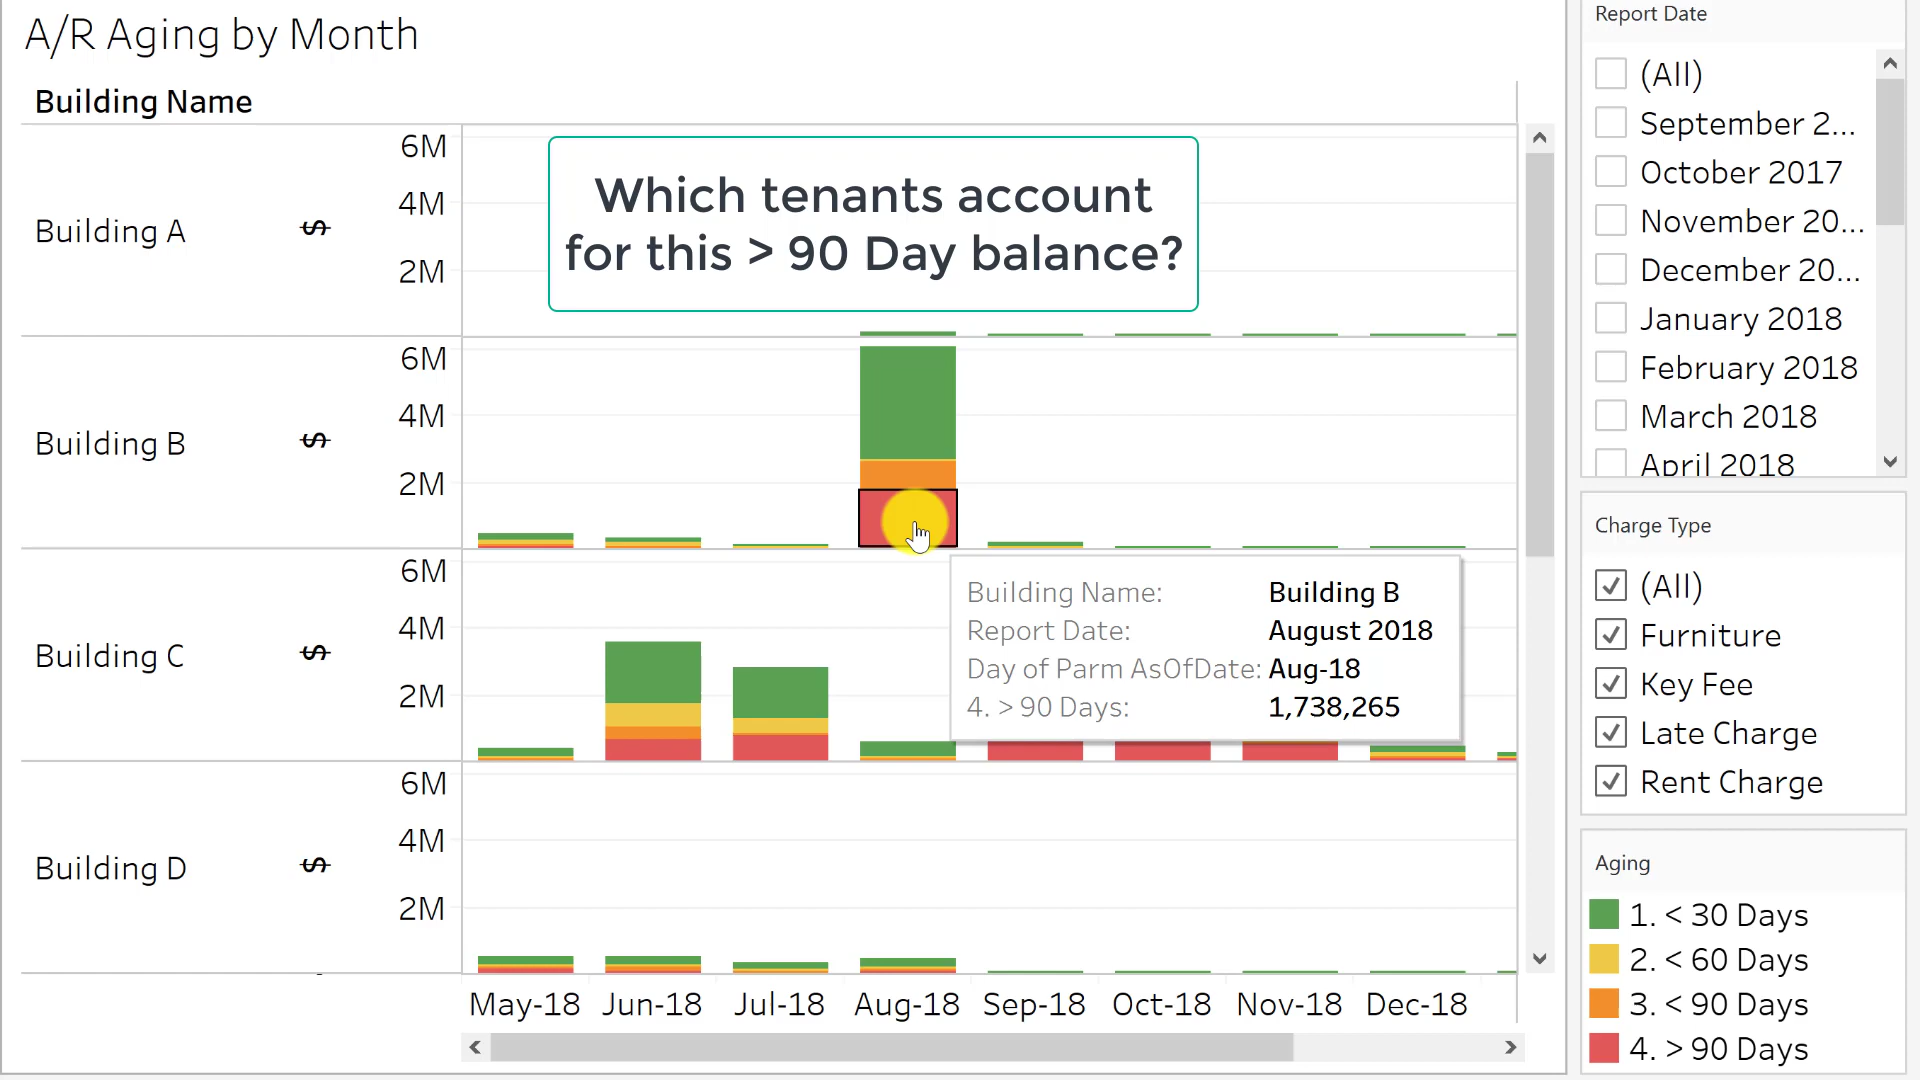 A/R Aging by Month
Building Name
6M
4M
2M
Building A
$
Which tenants account
for this > 90 Day balance?
6M
4M
2M
Building B
$
6M
4M
2M
Building C
$
Building Name: Building B
Report Date: August 2018
Day of Parm AsOfDate: Aug-18
4. > 90 Days: 1,738,265
6M
4M
2M
Building D
$
May-18 Jun-18 Jul-18 Aug-18 Sep-18 Oct-18 Nov-18 Dec-18
Report Date
(All)
September 2...
October 2017
November 20...
December 20...
January 2018
February 2018
March 2018
April 2018
Charge Type
(All)
Furniture
Key Fee
Late Charge
Rent Charge
Aging
1. < 30 Days
2. < 60 Days
3. < 90 Days
4. > 90 Days